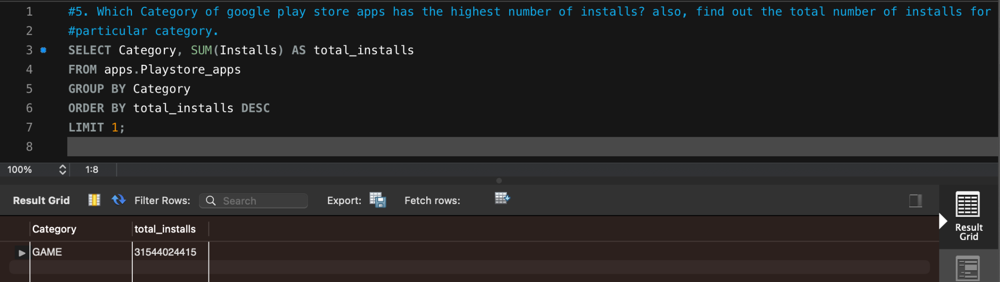 1 #5. Which Category of google play store apps has the highest number of installs? also, find out the total number of installs for
2 #particular category.
3 SELECT Category, SUM(Installs) AS total_installs
4 FROM apps.Playstore_apps
5 GROUP BY Category
6 ORDER BY total_installs DESC
7 LIMIT 1;
8
100% 1:8
Result Grid Filter Rows: Search Export: Fetch rows:
Category total_installs
GAME 31544024415
Result
Grid